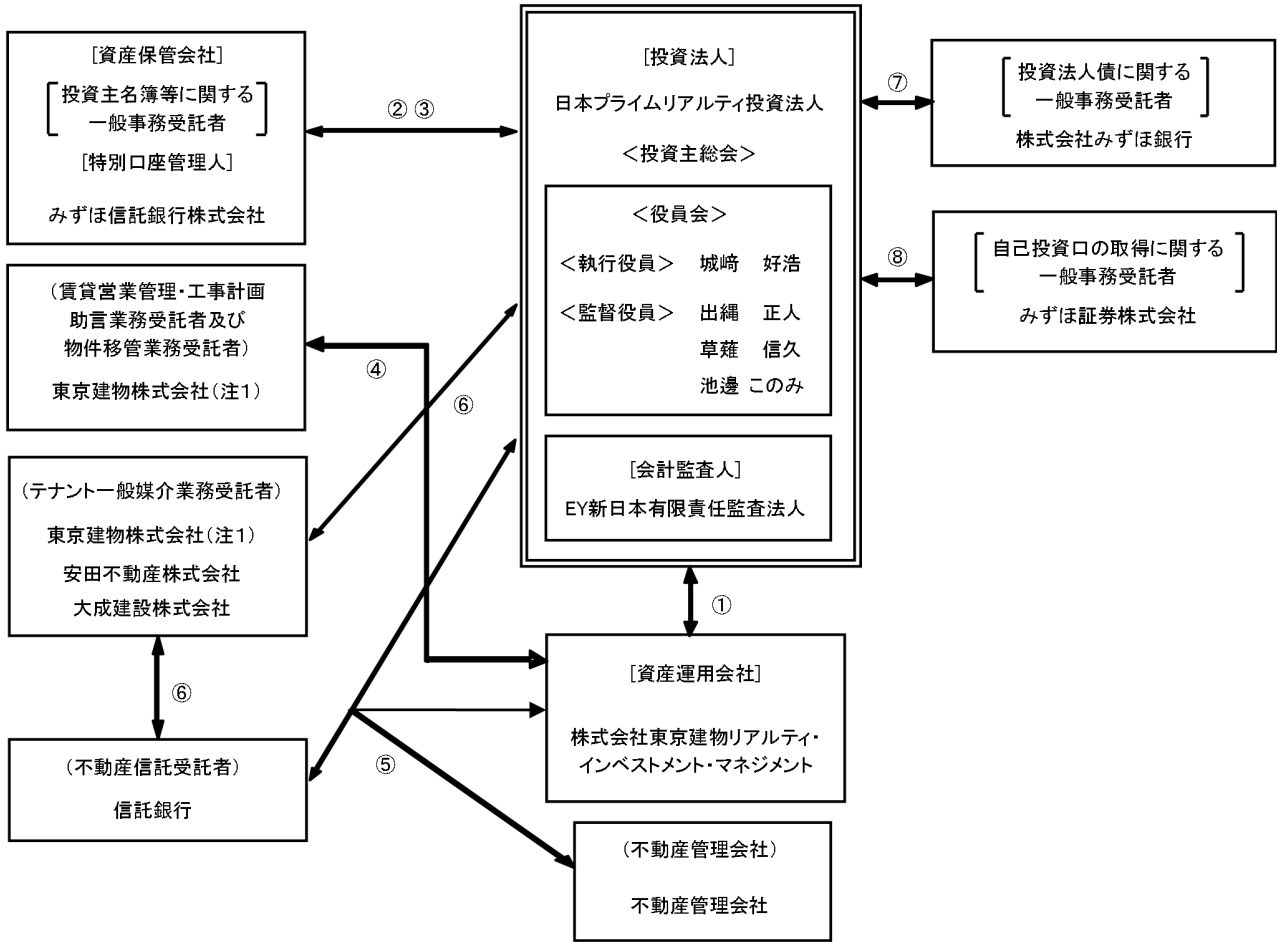 [資産保管会社]
投資主名簿等に関する
一般事務受託者
[特別口座管理人]
みずほ信託銀行株式会社
② ③
[投資法人]
日本プライムリアルティ投資法人
＜投資主総会＞
＜役員会＞
＜執行役員＞ 城﨑 好浩
＜監督役員＞ 出縄 正人
草薙 信久
池邊 このみ
[会計監査人]
EY新日本有限責任監査法人
⑦
投資法人債に関する
一般事務受託者
株式会社みずほ銀行
⑧
自己投資口の取得に関する
一般事務受託者
みずほ証券株式会社
(賃貸営業管理・工事計画
助言業務受託者及び
物件移管業務受託者)
東京建物株式会社(注1)
④
⑥
(テナント一般媒介業務受託者)
東京建物株式会社(注1)
安田不動産株式会社
大成建設株式会社
①
⑥
[資産運用会社]
株式会社東京建物リアルティ・
インベストメント・マネジメント
(不動産信託受託者)
信託銀行
⑤
(不動産管理会社)
不動産管理会社